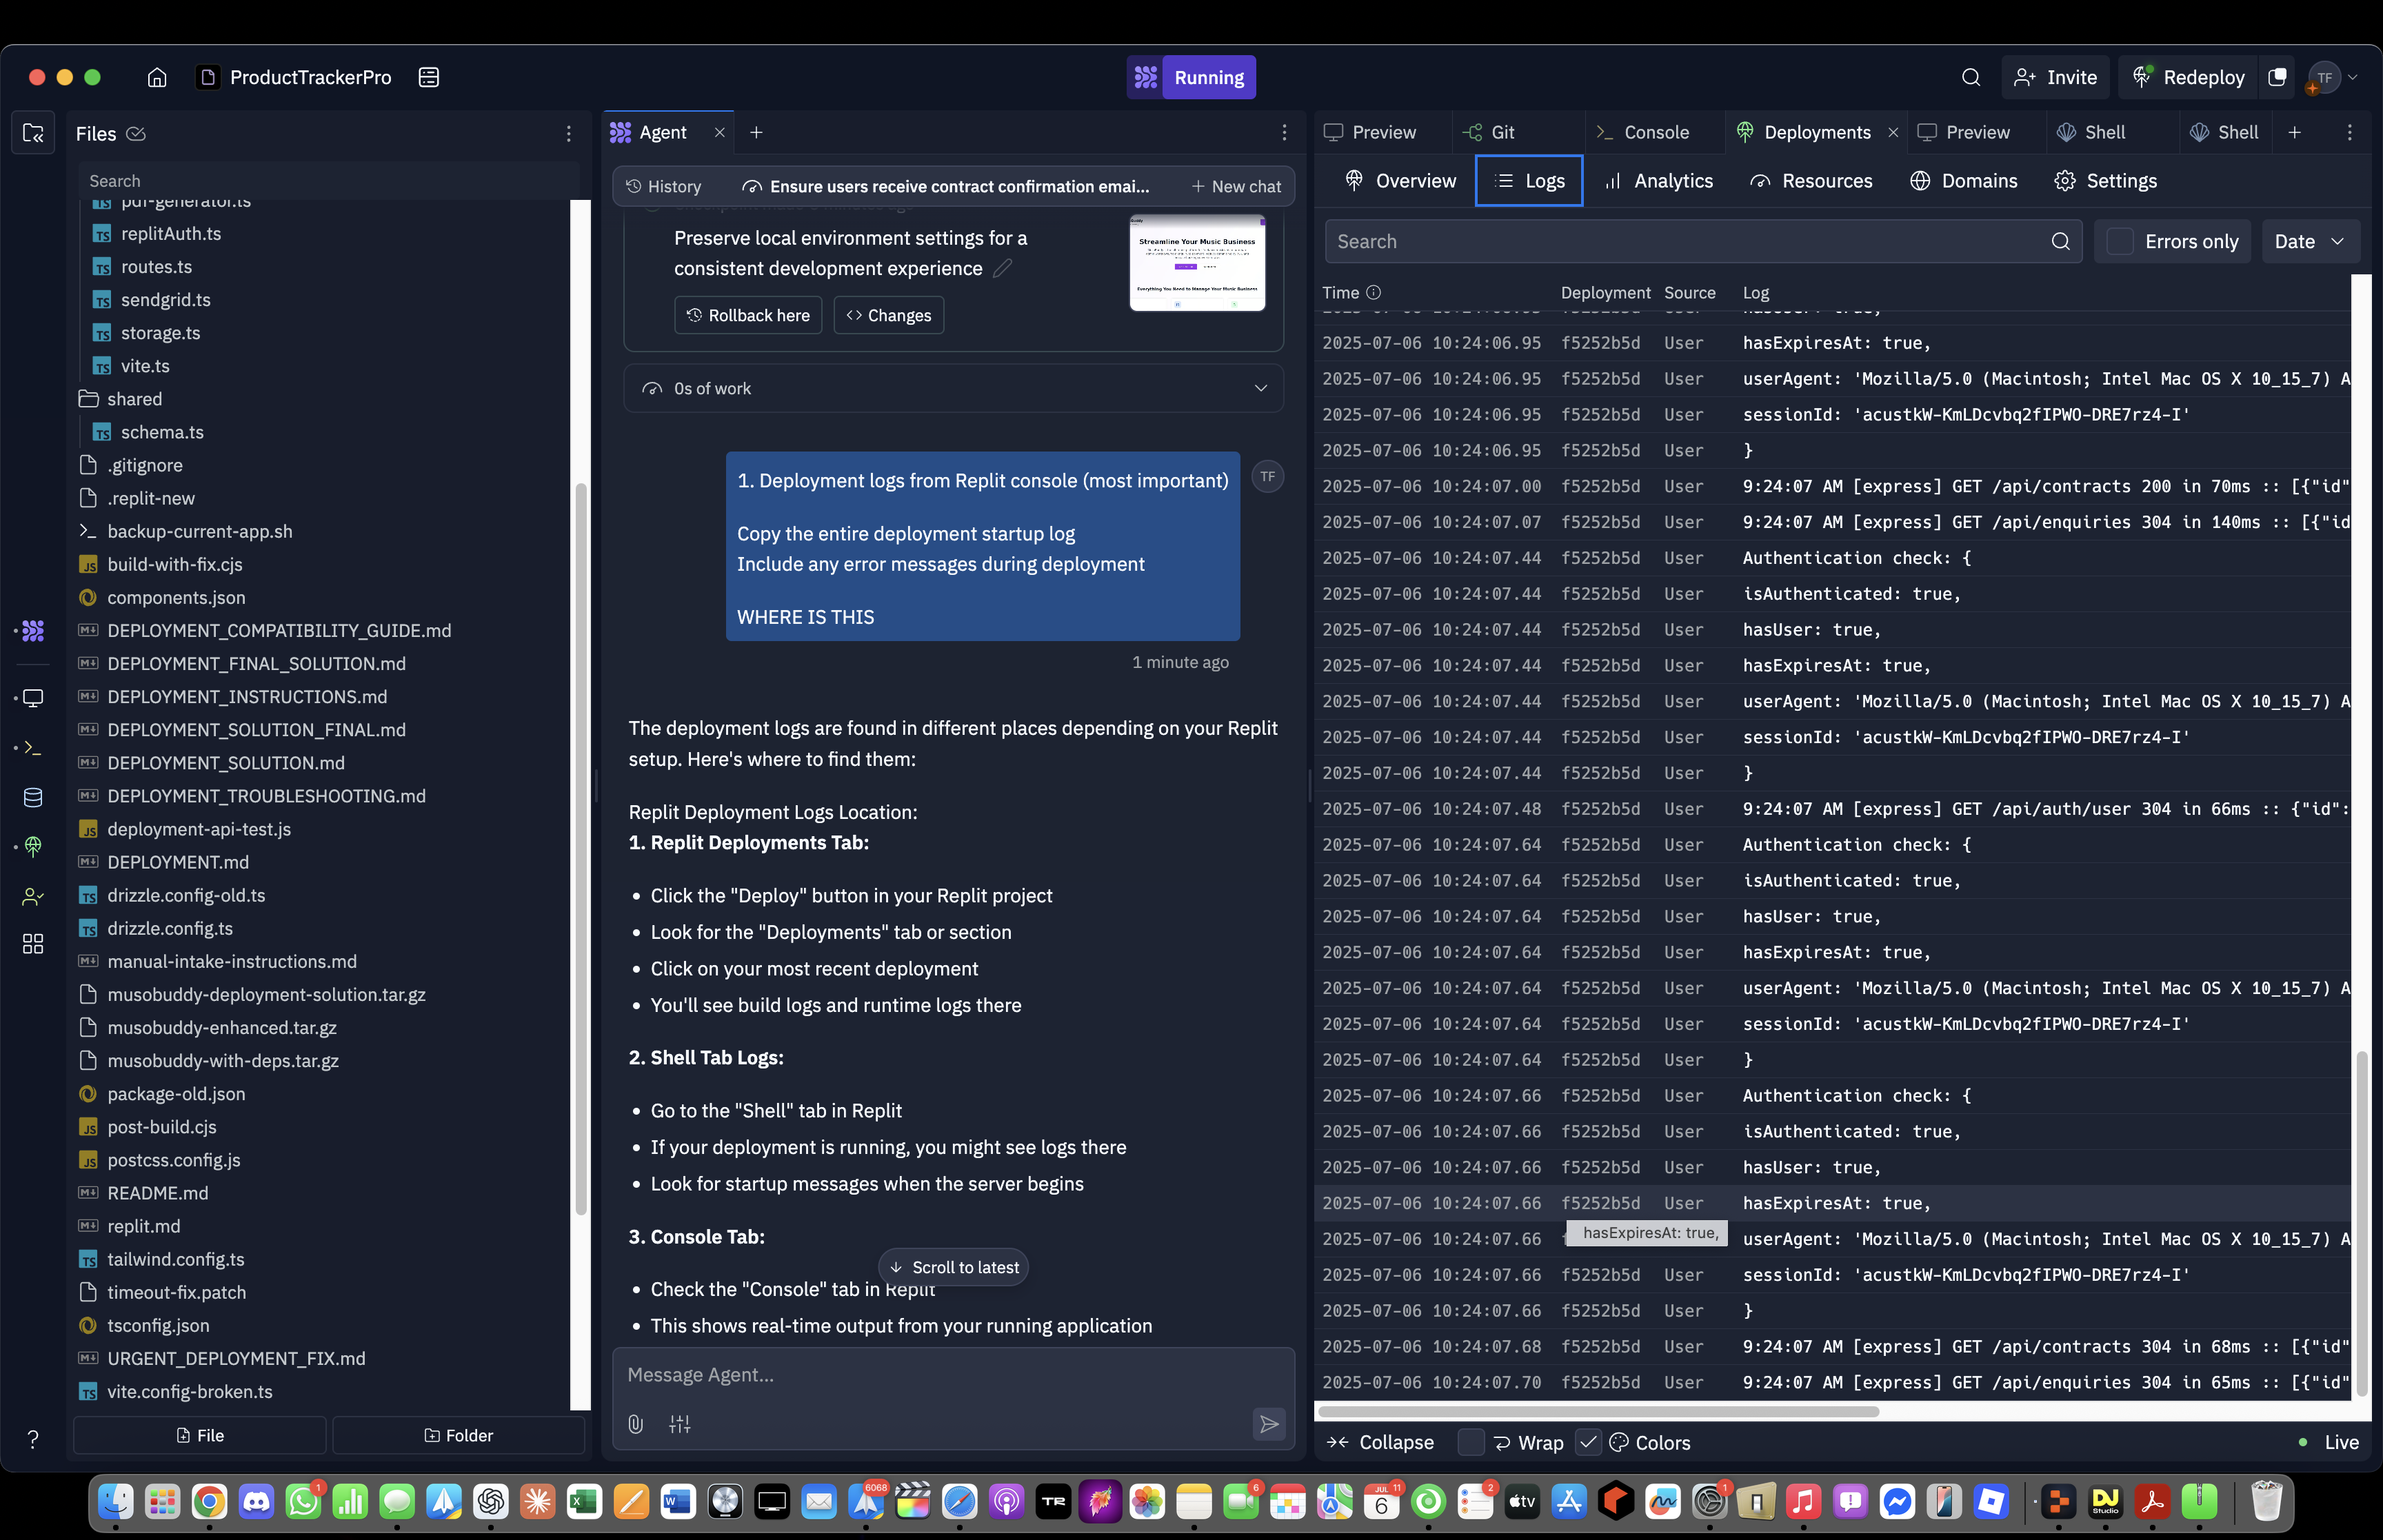 ProductTrackerPro
Running
Invite
Redeploy
TF
Files
Agent
Preview
Git
Console
Deployments
Preview
Shell
Shell
Search
pdf-generator.ts
replitAuth.ts
routes.ts
sendgrid.ts
storage.ts
vite.ts
shared
schema.ts
.gitignore
.replit-new
backup-current-app.sh
build-with-fix.cjs
components.json
DEPLOYMENT_COMPATIBILITY_GUIDE.md
DEPLOYMENT_FINAL_SOLUTION.md
DEPLOYMENT_INSTRUCTIONS.md
DEPLOYMENT_SOLUTION_FINAL.md
DEPLOYMENT_SOLUTION.md
DEPLOYMENT_TROUBLESHOOTING.md
deployment-api-test.js
DEPLOYMENT.md
drizzle.config-old.ts
drizzle.config.ts
manual-intake-instructions.md
musobuddy-deployment-solution.tar.gz
musobuddy-enhanced.tar.gz
musobuddy-with-deps.tar.gz
package-old.json
post-build.cjs
postcss.config.js
README.md
replit.md
tailwind.config.ts
timeout-fix.patch
tsconfig.json
URGENT_DEPLOYMENT_FIX.md
vite.config-broken.ts
File
Folder
History
Ensure users receive contract confirmation emai...
New chat
Preserve local environment settings for a
consistent development experience
Rollback here
Changes
Streamline Your Music Business
Everything You Need to Manage Your Music Business
0s of work
1. Deployment logs from Replit console (most important)
Copy the entire deployment startup log
Include any error messages during deployment
WHERE IS THIS
TF
1 minute ago
The deployment logs are found in different places depending on your Replit
setup. Here's where to find them:
Replit Deployment Logs Location:
1. Replit Deployments Tab:
• Click the "Deploy" button in your Replit project
• Look for the "Deployments" tab or section
• Click on your most recent deployment
• You'll see build logs and runtime logs there
2. Shell Tab Logs:
• Go to the "Shell" tab in Replit
• If your deployment is running, you might see logs there
• Look for startup messages when the server begins
3. Console Tab:
Scroll to latest
• Check the "Console" tab in Replit
• This shows real-time output from your running application
Message Agent...
Overview
Logs
Analytics
Resources
Domains
Settings
Search
Errors only
Date
Time Deployment Source Log
2025-07-06 10:24:06.95 f5252b5d User hasExpiresAt: true,
2025-07-06 10:24:06.95 f5252b5d User userAgent: 'Mozilla/5.0 (Macintosh; Intel Mac OS X 10_15_7) A
2025-07-06 10:24:06.95 f5252b5d User sessionId: 'acustkW-KmLDcvbq2fIPWO-DRE7rz4-I'
2025-07-06 10:24:06.95 f5252b5d User }
2025-07-06 10:24:07.00 f5252b5d User 9:24:07 AM [express] GET /api/contracts 200 in 70ms :: [{"id"
2025-07-06 10:24:07.07 f5252b5d User 9:24:07 AM [express] GET /api/enquiries 304 in 140ms :: [{"id
2025-07-06 10:24:07.44 f5252b5d User Authentication check: {
2025-07-06 10:24:07.44 f5252b5d User isAuthenticated: true,
2025-07-06 10:24:07.44 f5252b5d User hasUser: true,
2025-07-06 10:24:07.44 f5252b5d User hasExpiresAt: true,
2025-07-06 10:24:07.44 f5252b5d User userAgent: 'Mozilla/5.0 (Macintosh; Intel Mac OS X 10_15_7) A
2025-07-06 10:24:07.44 f5252b5d User sessionId: 'acustkW-KmLDcvbq2fIPWO-DRE7rz4-I'
2025-07-06 10:24:07.44 f5252b5d User }
2025-07-06 10:24:07.48 f5252b5d User 9:24:07 AM [express] GET /api/auth/user 304 in 66ms :: {"id":
2025-07-06 10:24:07.64 f5252b5d User Authentication check: {
2025-07-06 10:24:07.64 f5252b5d User isAuthenticated: true,
2025-07-06 10:24:07.64 f5252b5d User hasUser: true,
2025-07-06 10:24:07.64 f5252b5d User hasExpiresAt: true,
2025-07-06 10:24:07.64 f5252b5d User userAgent: 'Mozilla/5.0 (Macintosh; Intel Mac OS X 10_15_7) A
2025-07-06 10:24:07.64 f5252b5d User sessionId: 'acustkW-KmLDcvbq2fIPWO-DRE7rz4-I'
2025-07-06 10:24:07.64 f5252b5d User }
2025-07-06 10:24:07.66 f5252b5d User Authentication check: {
2025-07-06 10:24:07.66 f5252b5d User isAuthenticated: true,
2025-07-06 10:24:07.66 f5252b5d User hasUser: true,
2025-07-06 10:24:07.66 f5252b5d User hasExpiresAt: true,
hasExpiresAt: true,
2025-07-06 10:24:07.66 userAgent: 'Mozilla/5.0 (Macintosh; Intel Mac OS X 10_15_7) A
2025-07-06 10:24:07.66 f5252b5d User sessionId: 'acustkW-KmLDcvbq2fIPWO-DRE7rz4-I'
2025-07-06 10:24:07.66 f5252b5d User }
2025-07-06 10:24:07.68 f5252b5d User 9:24:07 AM [express] GET /api/contracts 304 in 68ms :: [{"id"
2025-07-06 10:24:07.70 f5252b5d User 9:24:07 AM [express] GET /api/enquiries 304 in 65ms :: [{"id"
Collapse
Wrap
Colors
Live
1
6068
TR
6
JUL 11
6
2
tv
1
DJ
Studio